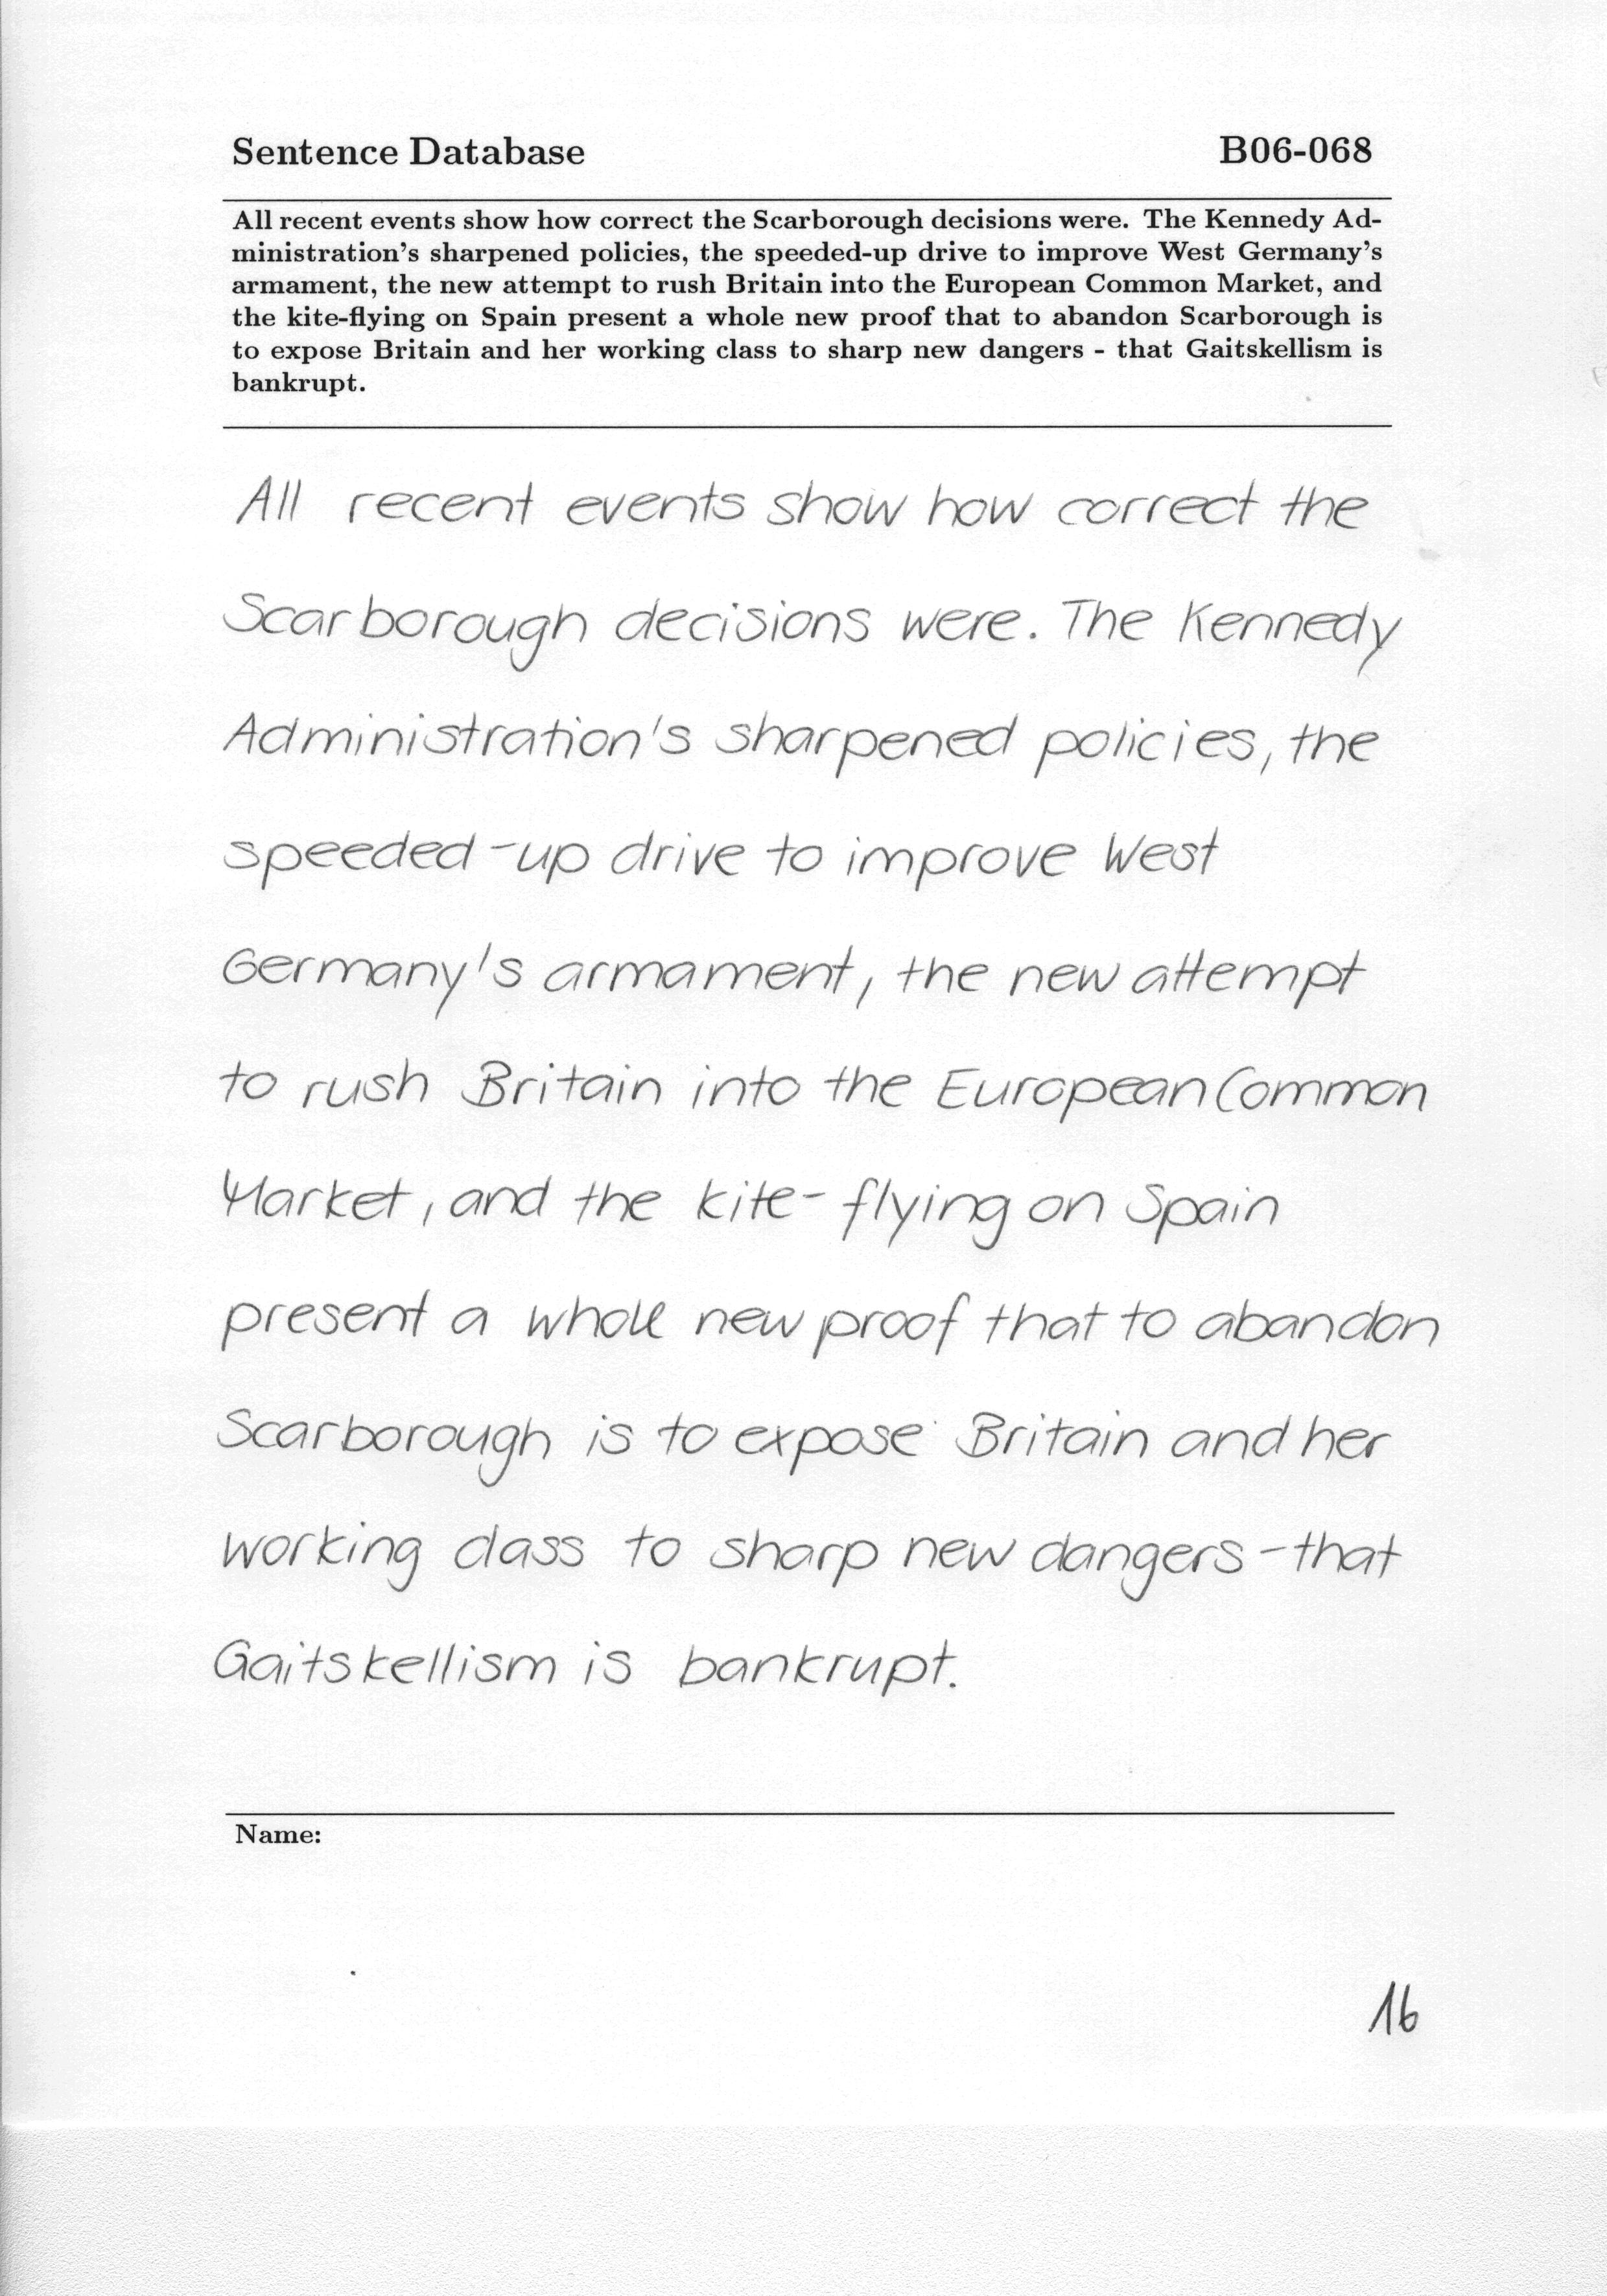 Sentence Database B06-068
All recent events show how correct the Scarborough decisions were. The Kennedy Ad-
ministration's sharpened policies, the speeded-up drive to improve West Germany's
armament, the new attempt to rush Britain into the European Common Market, and
the kite-flying on Spain present a whole new proof that to abandon Scarborough is
to expose Britain and her working class to sharp new dangers - that Gaitskellism is
bankrupt.
All recent events show how correct the
Scarborough decisions were. The Kennedy
Administration's sharpened policies, the
speeded-up drive to improve West
Germany's armament, the new attempt
to rush Britain into the European Common
Market, and the kite-flying on Spain
present a whole new proof that to abandon
Scarborough is to expose Britain and her
working class to sharp new dangers - that
Gaitskellism is bankrupt.
Name:
16